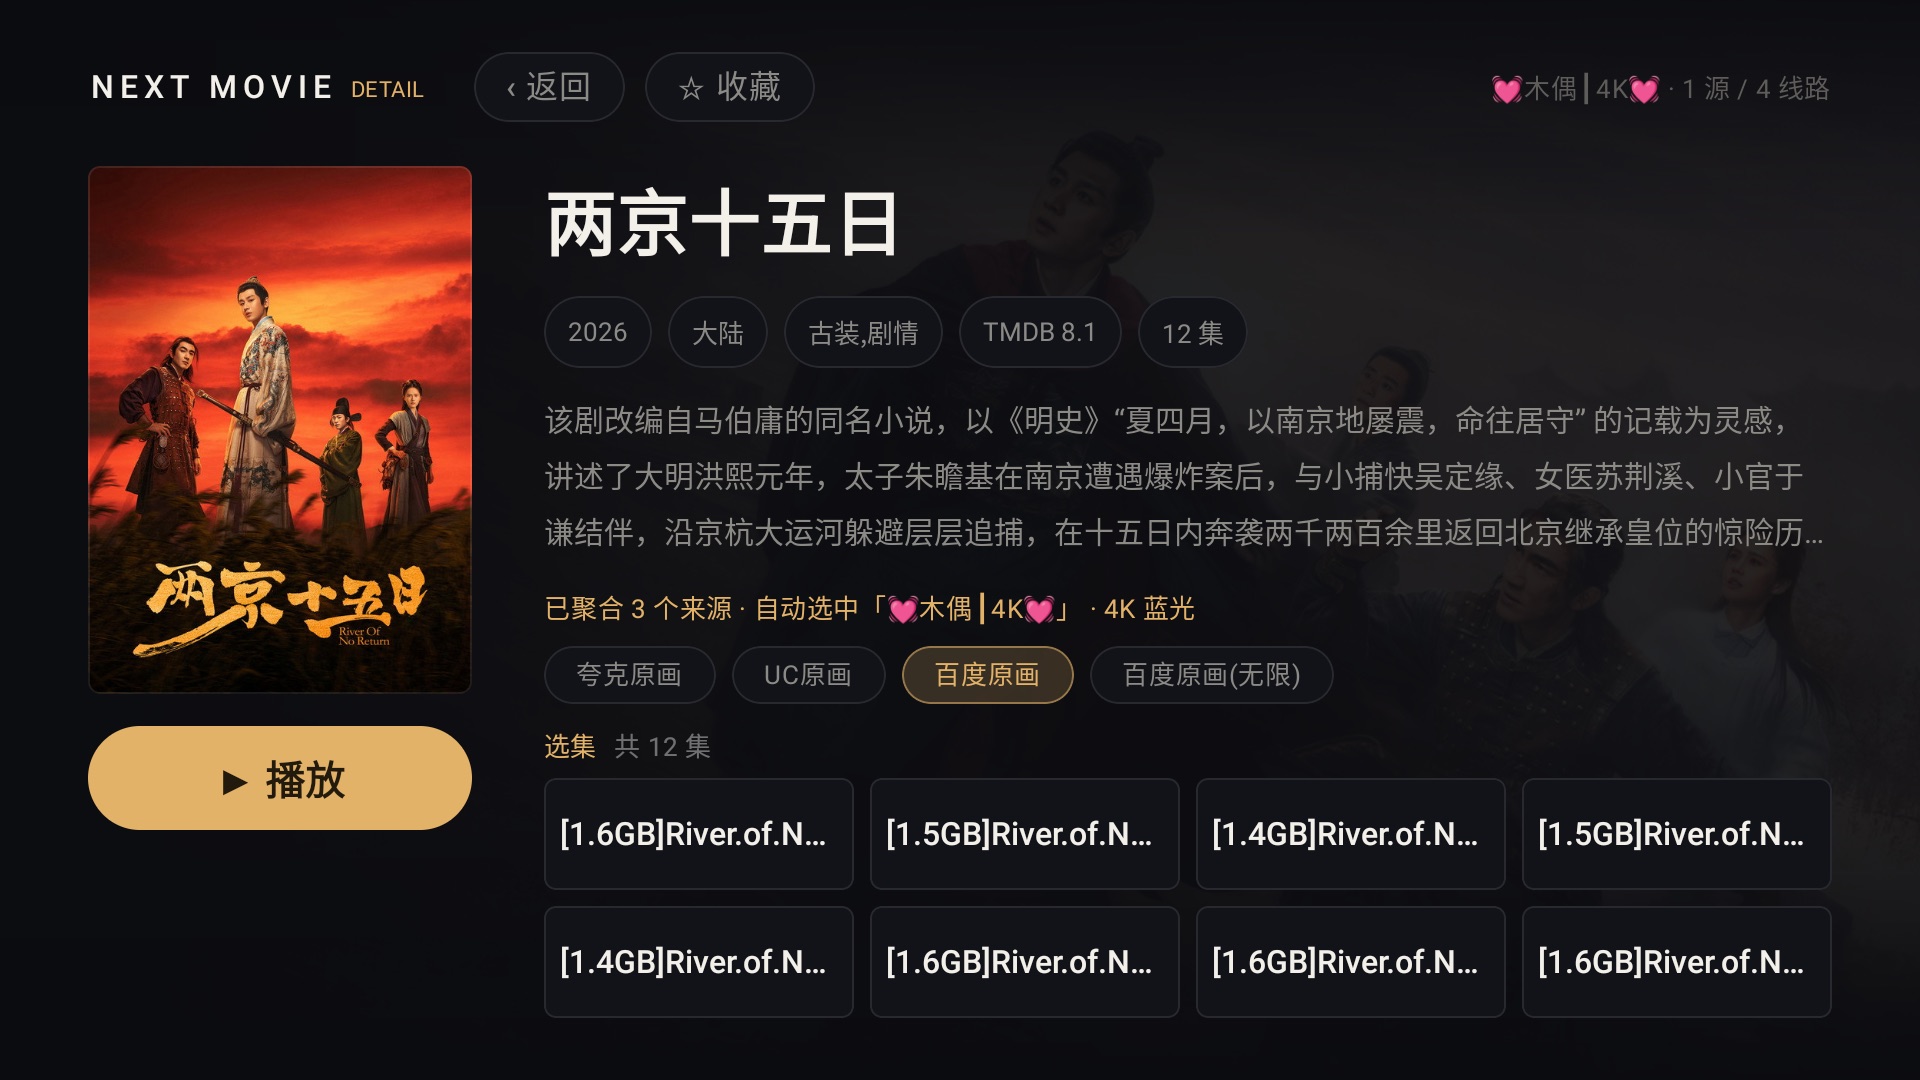 NEXT MOVIE DETAIL ‹ 返回 ☆ 收藏 💓木偶┃4K💓 · 1 源 / 4 线路
两京十五日
2026 大陆 古装,剧情 TMDB 8.1 12 集
该剧改编自马伯庸的同名小说，以《明史》“夏四月，以南京地屡震，命往居守” 的记载为灵感，
讲述了大明洪熙元年，太子朱瞻基在南京遭遇爆炸案后，与小捕快吴定缘、女医苏荆溪、小官于
谦结伴，沿京杭大运河躲避层层追捕，在十五日内奔袭两千两百余里返回北京继承皇位的惊险历...
两京十五日
River Of
No Return
已聚合 3 个来源 · 自动选中「💓木偶┃4K💓」 · 4K 蓝光
夸克原画 UC原画 百度原画 百度原画(无限)
选集 共 12 集
▶ 播放
[1.6GB]River.of.N... [1.5GB]River.of.N... [1.4GB]River.of.N... [1.5GB]River.of.N...
[1.4GB]River.of.N... [1.6GB]River.of.N... [1.6GB]River.of.N... [1.6GB]River.of.N...